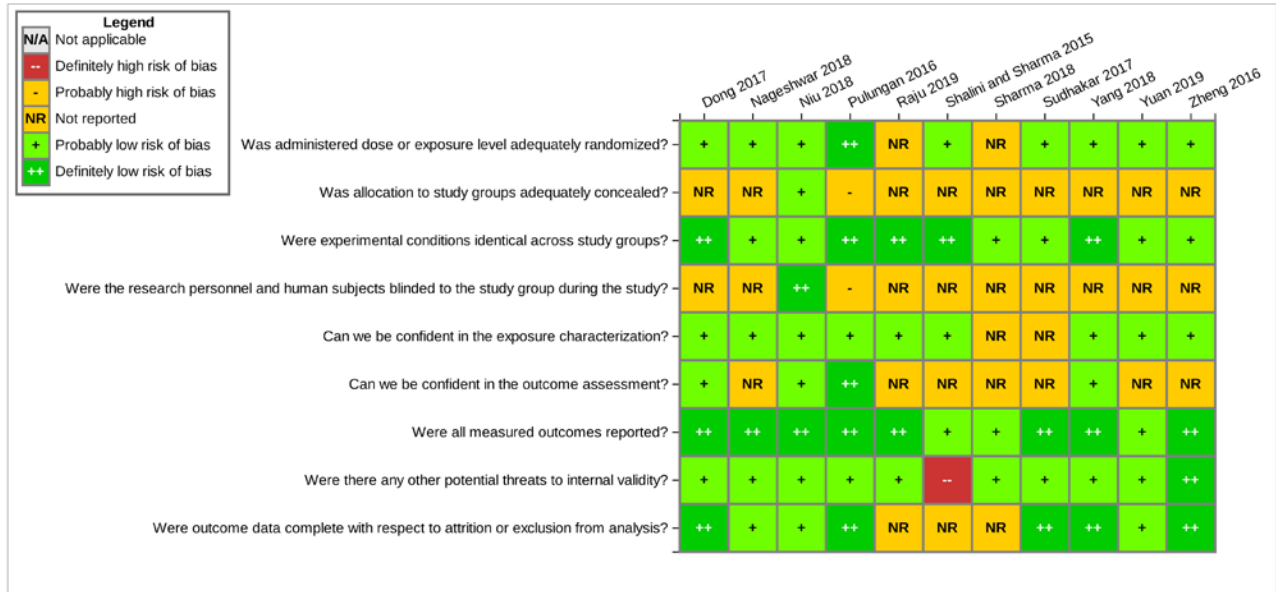 Legend
N/A Not applicable
-- Definitely high risk of bias
- Probably high risk of bias
NR Not reported
+ Probably low risk of bias
++ Definitely low risk of bias
Dong 2017
Nageshwar 2018
Niu 2018
Pulungan 2016
Raju 2019
Shalini and Sharma 2015
Sharma 2018
Sudhakar 2017
Yang 2018
Yuan 2019
Zheng 2016
Was administered dose or exposure level adequately randomized? + + + ++ NR + NR + + + +
Was allocation to study groups adequately concealed? NR NR + - NR NR NR NR NR NR NR
Were experimental conditions identical across study groups? ++ + + ++ ++ ++ + + ++ + +
Were the research personnel and human subjects blinded to the study group during the study? NR NR ++ - NR NR NR NR NR NR NR
Can we be confident in the exposure characterization? + + + + + + NR NR + + +
Can we be confident in the outcome assessment? + NR + ++ NR NR NR NR + NR NR
Were all measured outcomes reported? ++ ++ ++ ++ ++ + + ++ ++ + ++
Were there any other potential threats to internal validity? + + + + + -- + + + + ++
Were outcome data complete with respect to attrition or exclusion from analysis? ++ + + ++ NR NR NR ++ ++ + ++